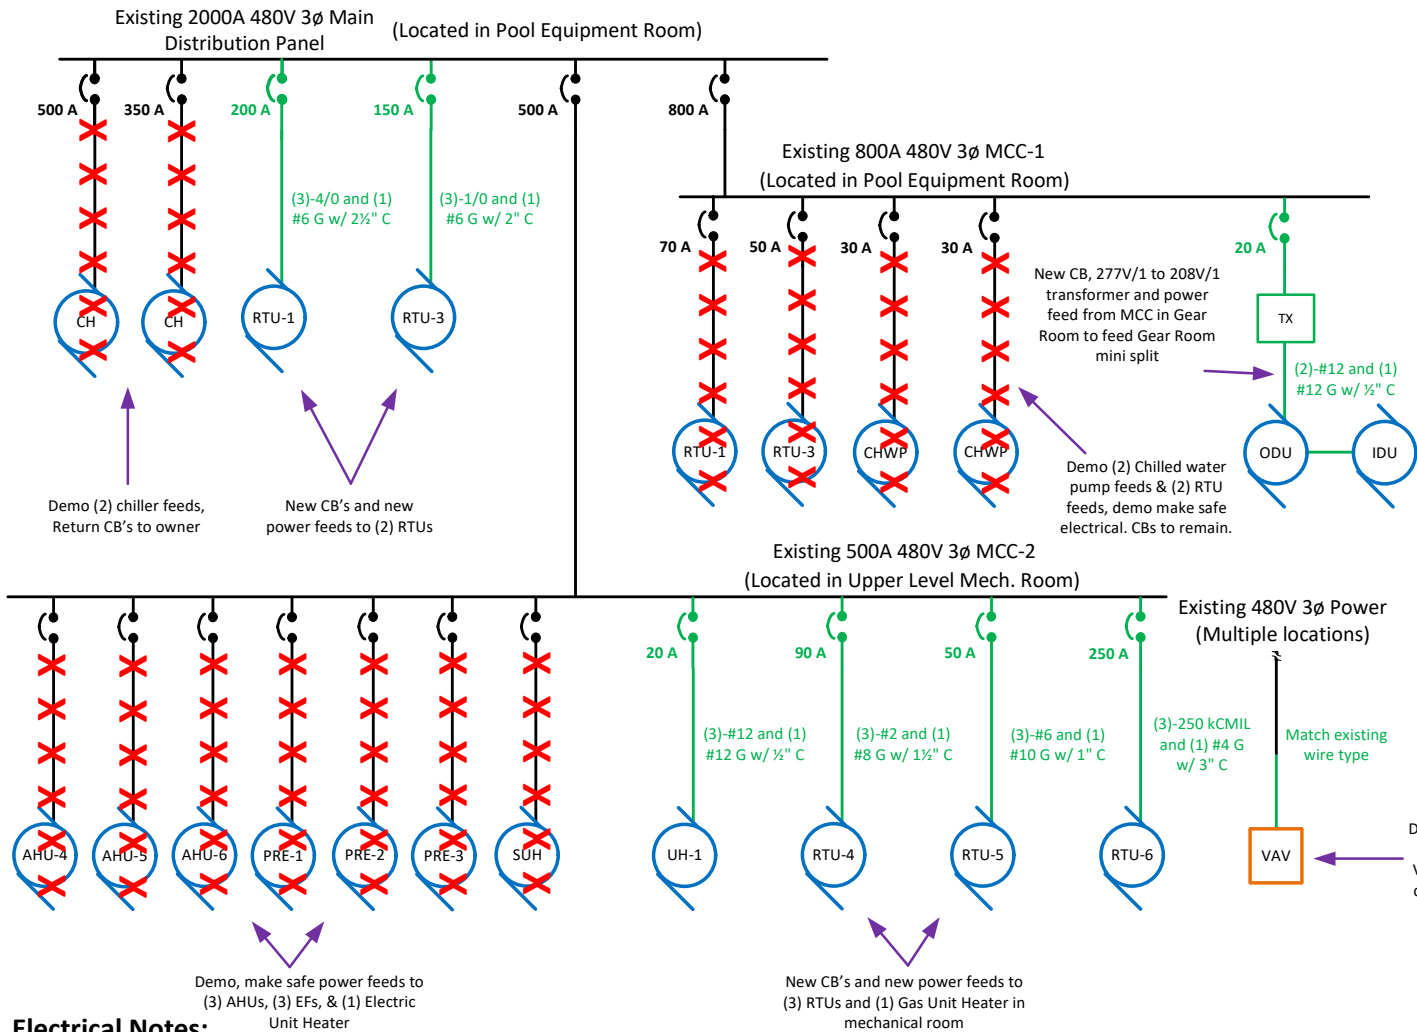 Existing 2000A 480V 3ø Main
Distribution Panel
(Located in Pool Equipment Room)
500 A
350 A
200 A
150 A
500 A
800 A
(3)-4/0 and (1)
#6 G w/ 2½" C
(3)-1/0 and (1)
#6 G w/ 2" C
CH
CH
RTU-1
RTU-3
Demo (2) chiller feeds,
Return CB's to owner
New CB's and new
power feeds to (2) RTUs
Existing 800A 480V 3ø MCC-1
(Located in Pool Equipment Room)
70 A
50 A
30 A
30 A
20 A
New CB, 277V/1 to 208V/1
transformer and power
feed from MCC in Gear
Room to feed Gear Room
mini split
TX
(2)-#12 and (1)
#12 G w/ ½" C
RTU-1
RTU-3
CHWP
CHWP
ODU
IDU
Demo (2) Chilled water
pump feeds & (2) RTU
feeds, demo make safe
electrical. CBs to remain.
Existing 500A 480V 3ø MCC-2
(Located in Upper Level Mech. Room)
20 A
90 A
50 A
250 A
(3)-#12 and (1)
#12 G w/ ½" C
(3)-#2 and (1)
#8 G w/ 1½" C
(3)-#6 and (1)
#10 G w/ 1" C
(3)-250 kCMIL
and (1) #4 G
w/ 3" C
AHU-4
AHU-5
AHU-6
PRE-1
PRE-2
PRE-3
SUH
UH-1
RTU-4
RTU-5
RTU-6
Demo, make safe power feeds to
(3) AHUs, (3) EFs, & (1) Electric
Unit Heater
New CB's and new power feeds to
(3) RTUs and (1) Gas Unit Heater in
mechanical room
Existing 480V 3ø Power
(Multiple locations)
Match existing
wire type
VAV
Electrical Notes: